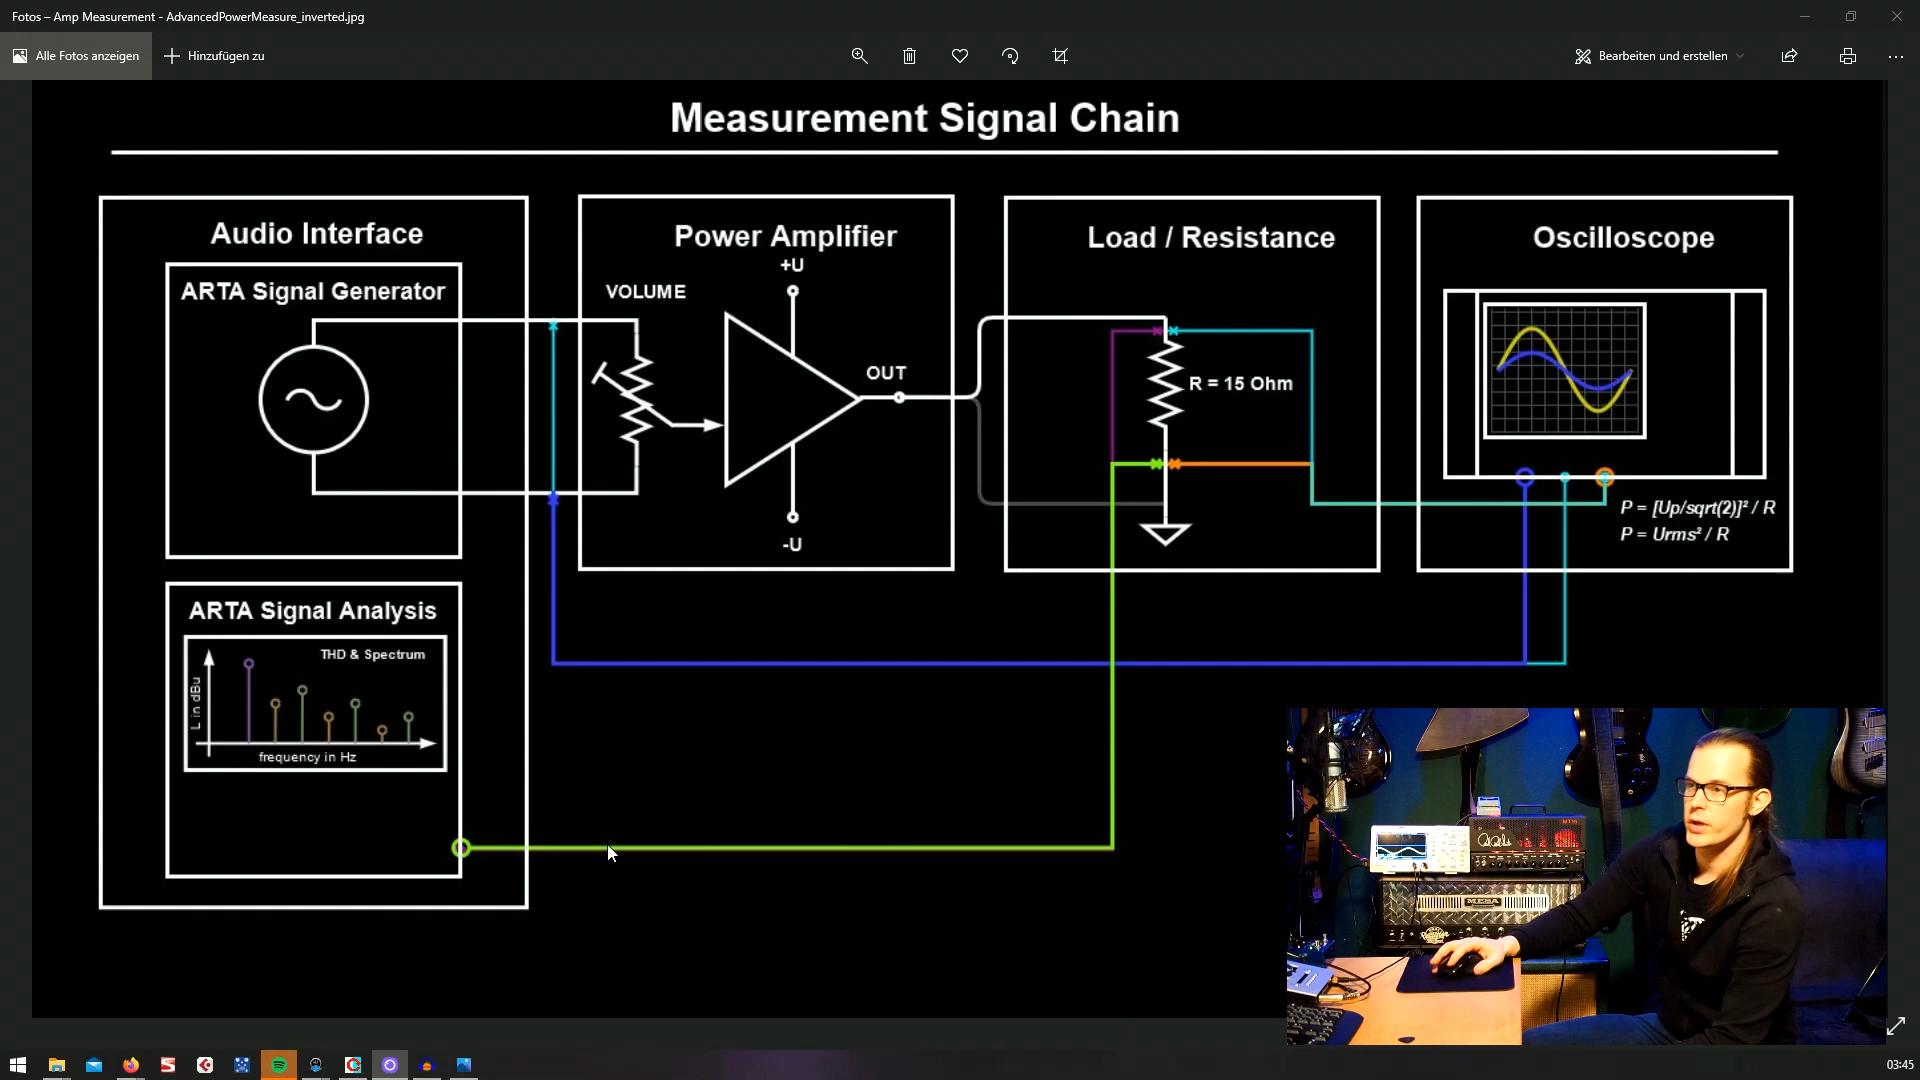 Fotos – Amp Measurement - AdvancedPowerMeasure_inverted.jpg
Alle Fotos anzeigen
Hinzufügen zu
Bearbeiten und erstellen
Measurement Signal Chain
Audio Interface
ARTA Signal Generator
Power Amplifier
+U
VOLUME
OUT
-U
Load / Resistance
R = 15 Ohm
Oscilloscope
P = [Up/sqrt(2)]² / R
P = Urms² / R
ARTA Signal Analysis
THD & Spectrum
L in dBu
frequency in Hz
MESA
03:45